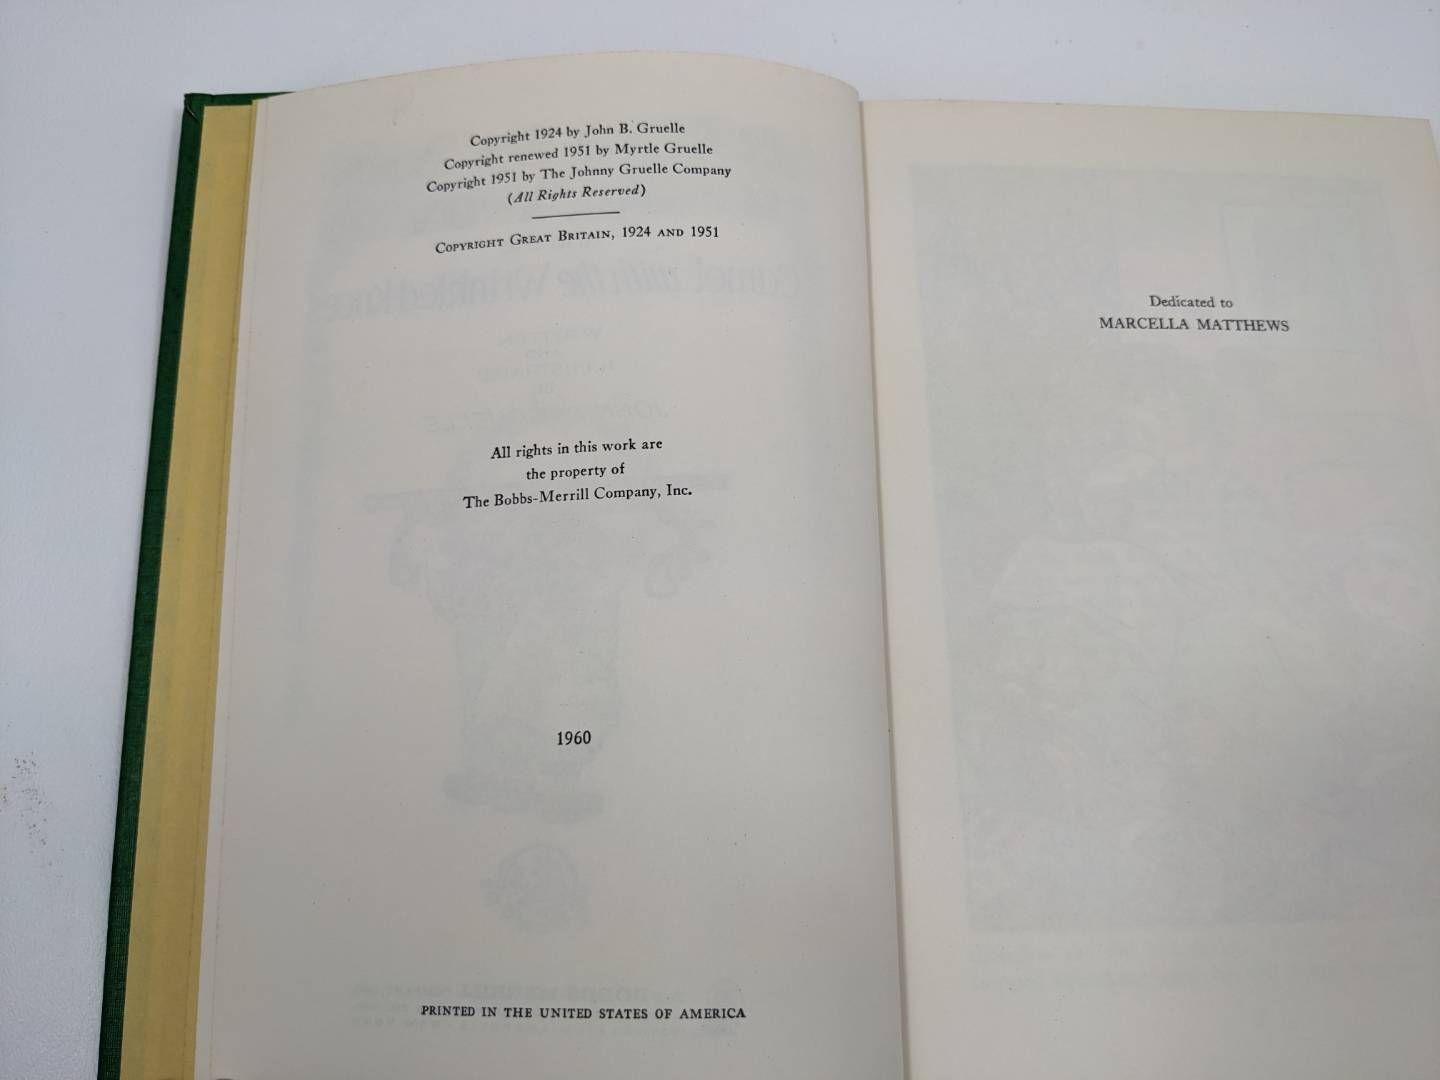 Copyright 1924 by John B. Gruelle
Copyright renewed 1951 by Myrtle Gruelle
Copyright 1951 by The Johnny Gruelle Company
(All Rights Reserved)
COPYRIGHT GREAT BRITAIN, 1924 AND 1951
All rights in this work are
the property of
The Bobbs-Merrill Company, Inc.
1960
PRINTED IN THE UNITED STATES OF AMERICA
Dedicated to
MARCELLA MATTHEWS